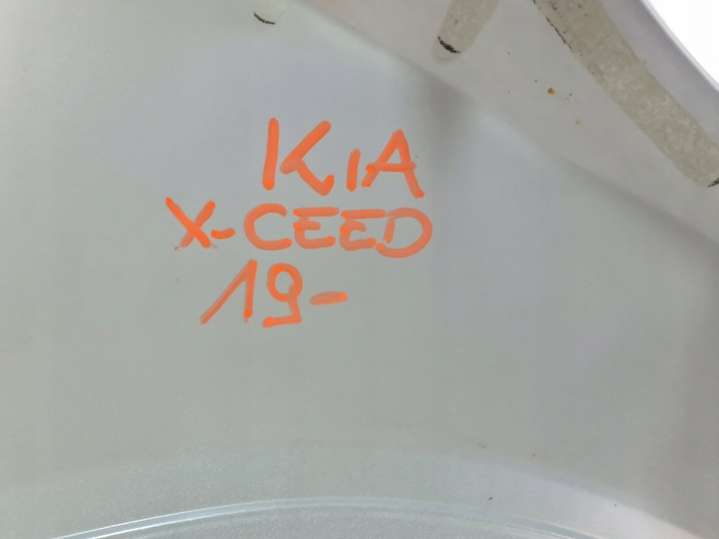 KIA
X-CEED
19-